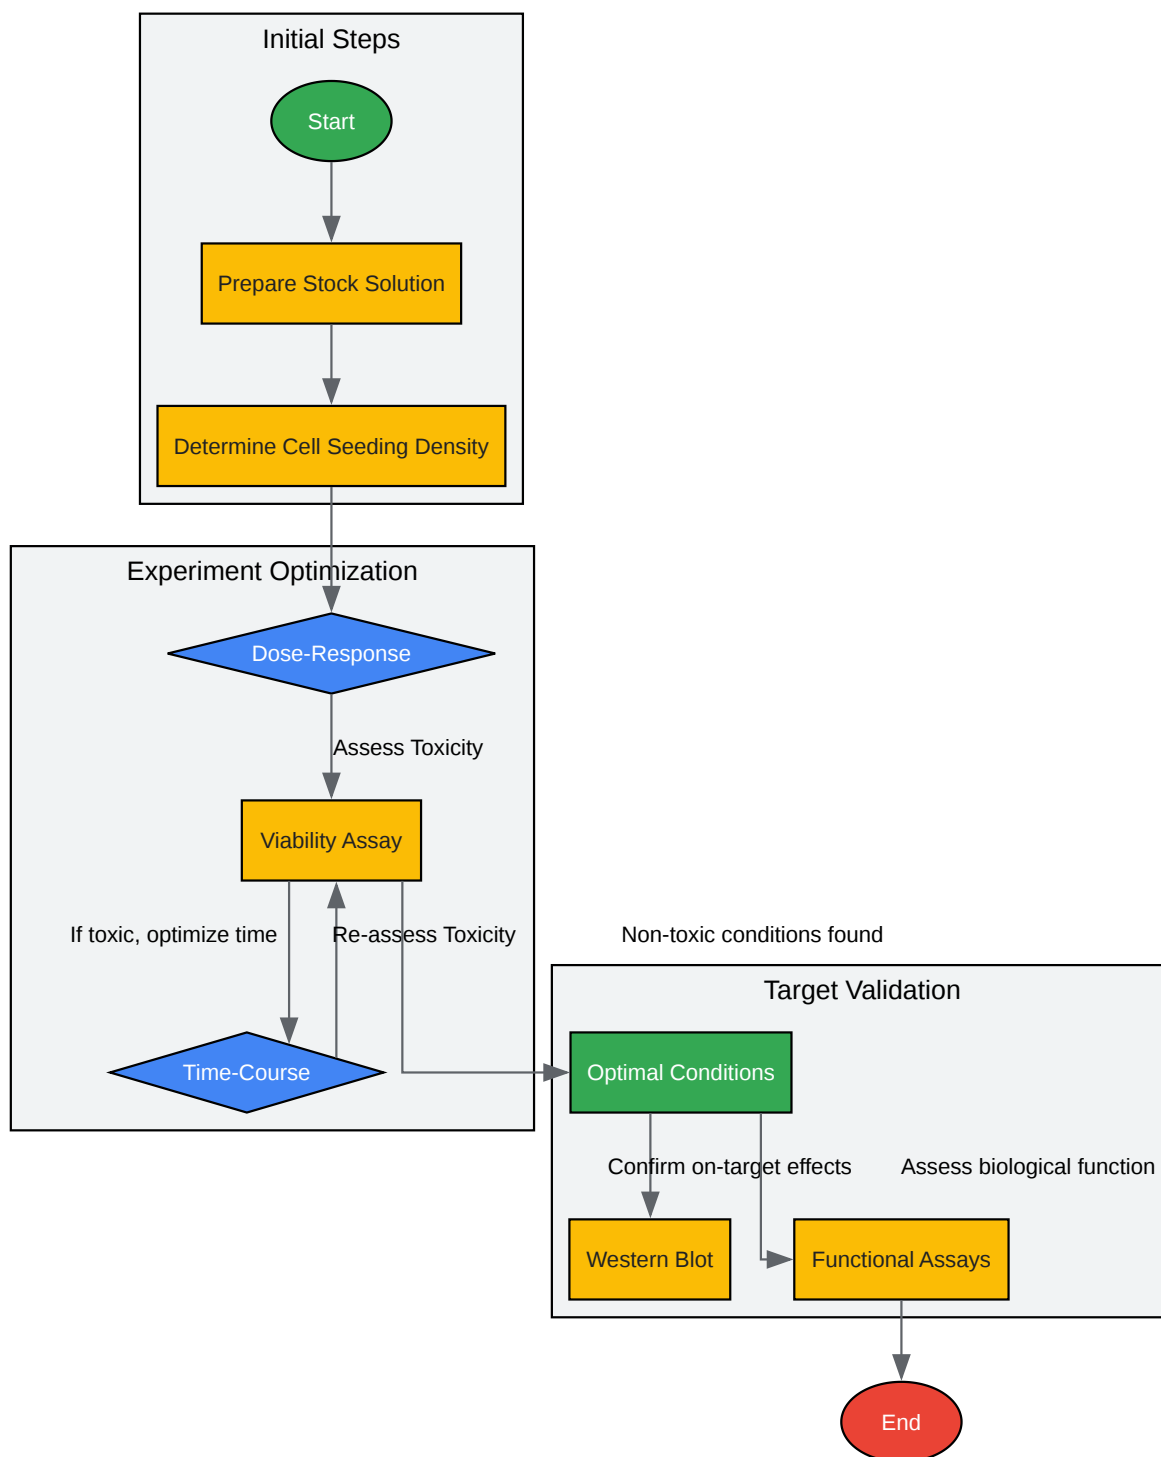 Initial Steps
Start
Prepare Stock Solution
Determine Cell Seeding Density
Experiment Optimization
Dose-Response
Assess Toxicity
Viability Assay
If toxic, optimize time
Re-assess Toxicity
Non-toxic conditions found
Time-Course
Target Validation
Optimal Conditions
Confirm on-target effects
Assess biological function
Western Blot
Functional Assays
End